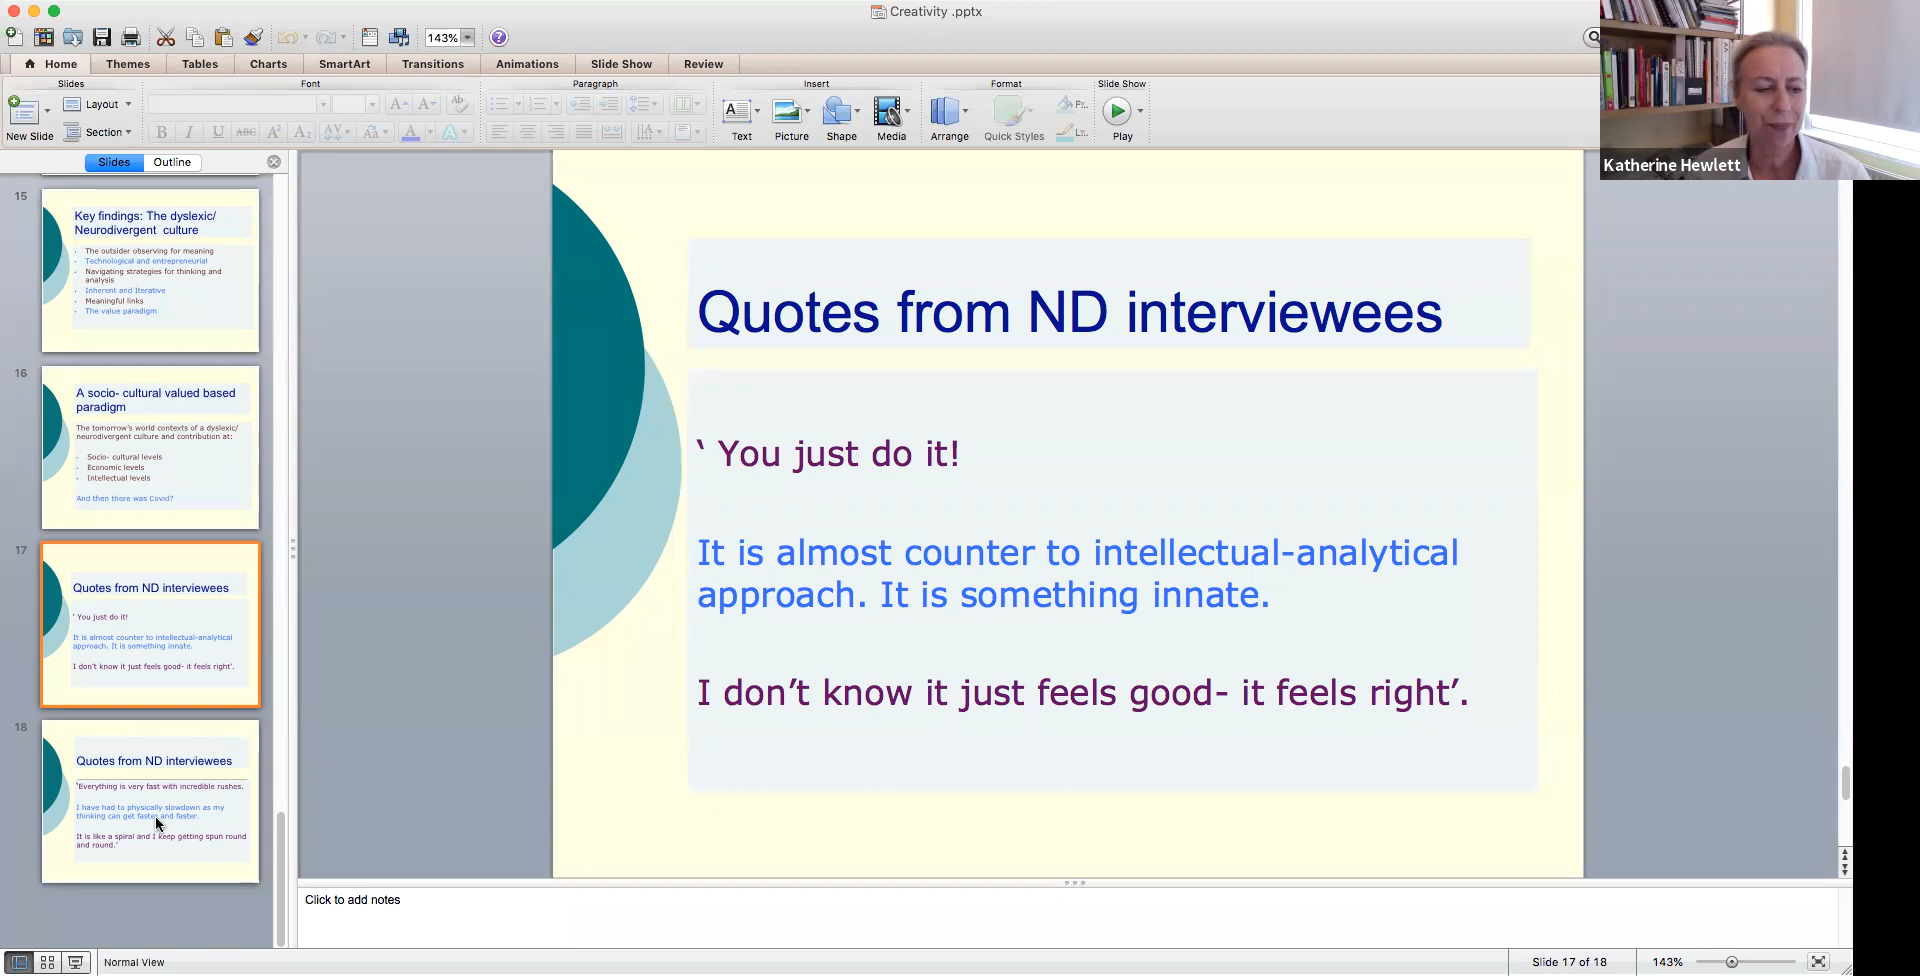 Creativity .pptx
143%
Home Themes Tables Charts SmartArt Transitions Animations Slide Show Review
Slides Font Paragraph Insert Format Slide Show
New Slide
Layout
Section
Text Picture Shape Media Arrange Quick Styles Play
Slides Outline
15
Key findings: The dyslexic/
Neurodivergent culture
The outsider observing for meaning
Technological and entrepreneurial
Navigating strategies for thinking and
analysis
Inherent and Iterative
Meaningful links
The value paradigm
16
A socio- cultural valued based
paradigm
The tomorrow's world contexts of a dyslexic/
neurodivergent culture and contribution at:
Socio- cultural levels
Economic levels
Intellectual levels
And then there was Covid?
17
Quotes from ND interviewees
‘ You just do it!
It is almost counter to intellectual-analytical
approach. It is something innate.
I don’t know it just feels good- it feels right’.
18
Quotes from ND interviewees
‘Everything is very fast with incredible rushes.
I have had to physically slowdown as my
thinking can get faster and faster.
It is like a spiral and I keep getting spun round
and round.’
Quotes from ND interviewees
‘ You just do it!
It is almost counter to intellectual-analytical
approach. It is something innate.
I don’t know it just feels good- it feels right’.
Katherine Hewlett
Click to add notes
Normal View
Slide 17 of 18
143%